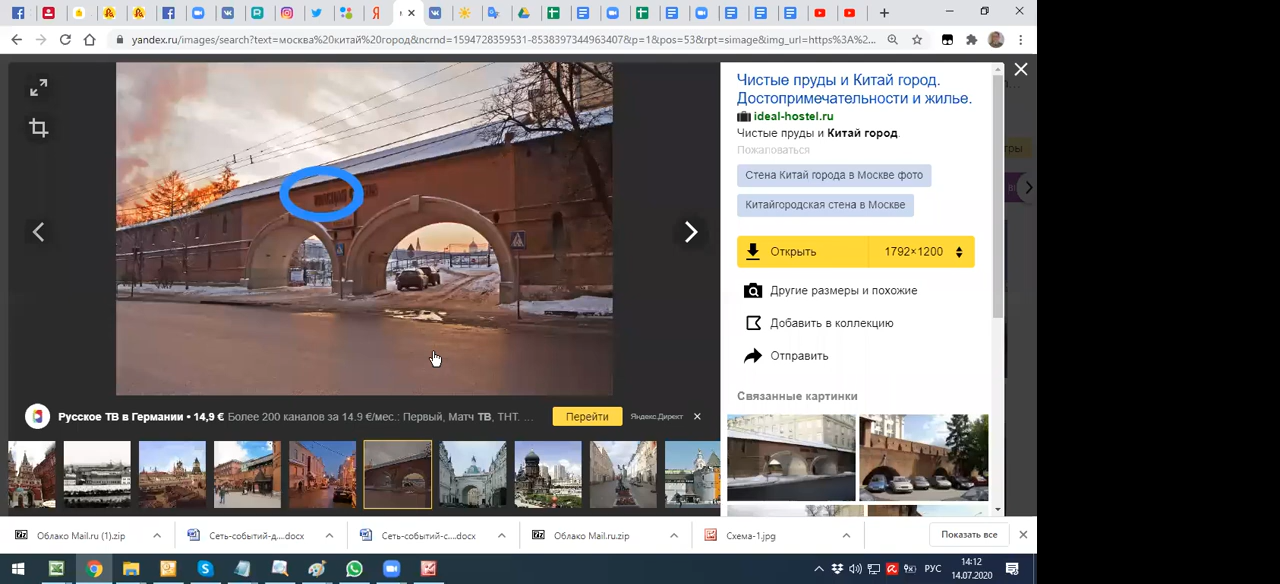 yandex.ru/images/search?text=москва%20китай%20город&ncrnd=1594728359531-8538397344963407&p=1&pos=53&rpt=simage&img_url=https%3A%2...
Чистые пруды и Китай город.
Достопримечательности и жилье.
ideal-hostel.ru
Чистые пруды и Китай город.
Пожаловаться
Стена Китай города в Москве фото
Китайгородская стена в Москве
Открыть 1792×1200
Другие размеры и похожие
Добавить в коллекцию
Отправить
Связанные картинки
Русское ТВ в Германии • 14,9 € Более 200 каналов за 14.9 €/мес.: Первый, Матч ТВ, ТНТ. ...
Перейти
Яндекс.Директ
Облако Mail.ru (1).zip
Сеть-событий-д....docx
Сеть-событий-с....docx
Облако Mail.ru.zip
Схема-1.jpg
Показать все
РУС
14:12
14.07.2020